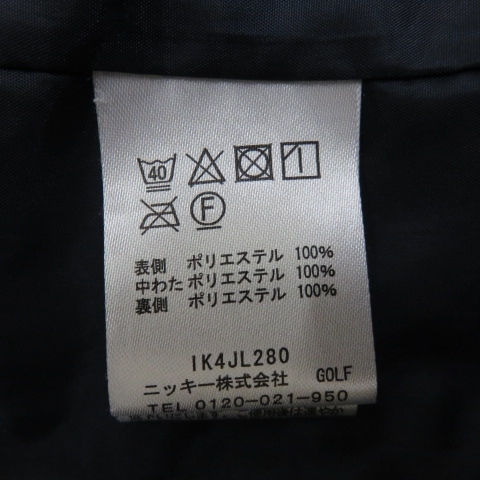 40
F
表側 ポリエステル 100%
中わた ポリエステル 100%
裏側 ポリエステル 100%
IK4JL280
ニッキー株式会社 GOLF
TEL 0120-021-950